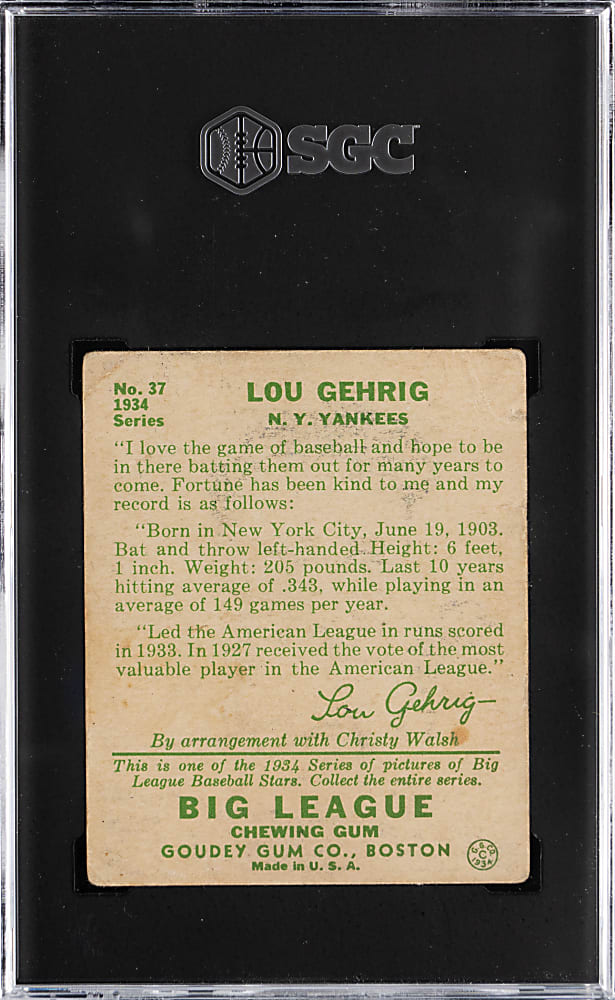 SGC
No. 37
1934
Series
LOU GEHRIG
N. Y. YANKEES
"I love the game of baseball and hope to be
in there batting them out for many years to
come. Fortune has been kind to me and my
record is as follows:
"Born in New York City, June 19, 1903.
Bat and throw left-handed. Height: 6 feet,
1 inch. Weight: 205 pounds. Last 10 years
hitting average of .343, while playing in an
average of 149 games per year.
"Led the American League in runs scored
in 1933. In 1927 received the vote of the most
valuable player in the American League."
Lou Gehrig
By arrangement with Christy Walsh
This is one of the 1934 Series of pictures of Big
League Baseball Stars. Collect the entire series.
BIG LEAGUE
CHEWING GUM
GOUDEY GUM CO., BOSTON
Made in U. S. A.
G. G. CO.
C
1934